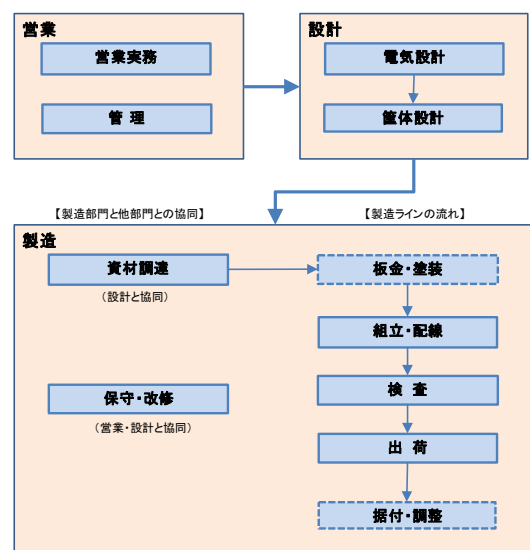 営業
営業実務
管 理
設計
電気設計
筐体設計
【製造部門と他部門との協同】
【製造ラインの流れ】
製造
資材調達
(設計と協同)
保守・改修
(営業・設計と協同)
板金・塗装
組立・配線
検 査
出 荷
据付・調整